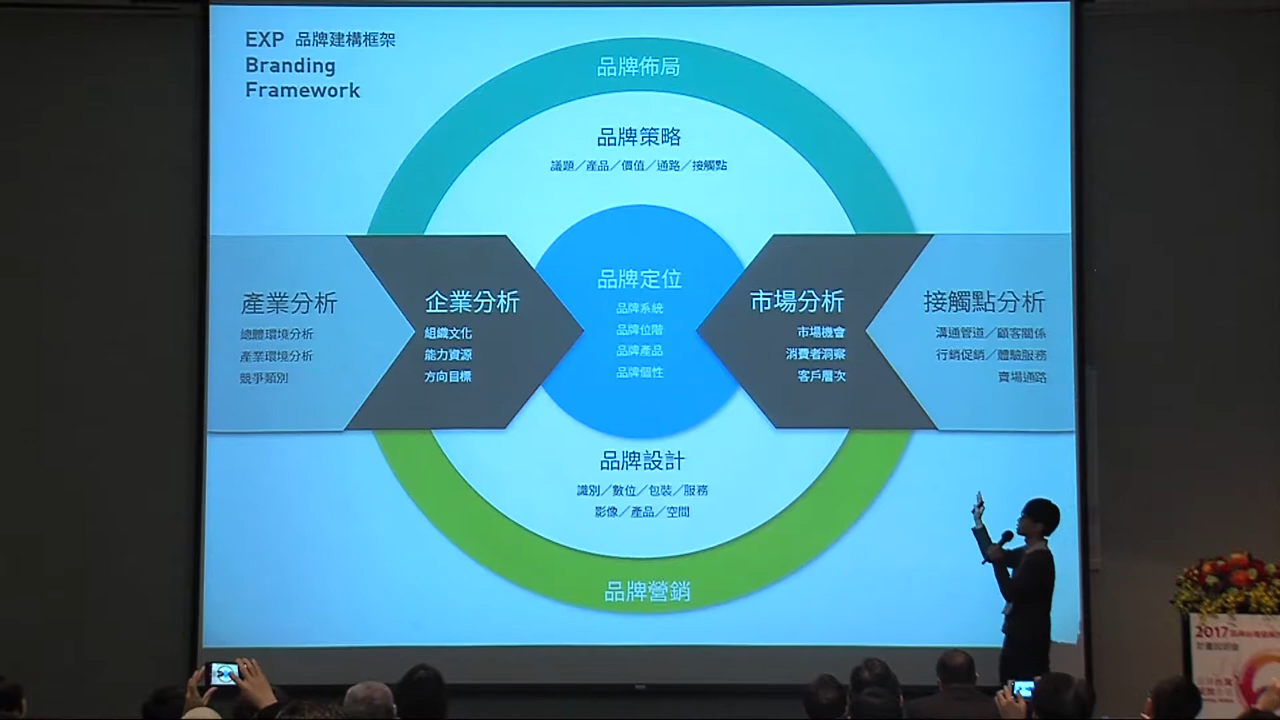 EXP 品牌建構框架
Branding
Framework
品牌佈局
品牌策略
議題／產品／價值／通路／接觸點
產業分析
總體環境分析
產業環境分析
競爭類別
企業分析
組織文化
能力資源
方向目標
品牌定位
品牌系統
品牌位階
品牌產品
品牌個性
市場分析
市場機會
消費者洞察
客戶層次
接觸點分析
溝通管道／顧客關係
行銷促銷／體驗服務
賣場通路
品牌設計
識別／數位／包裝／服務
影像／產品／空間
品牌營銷
2017